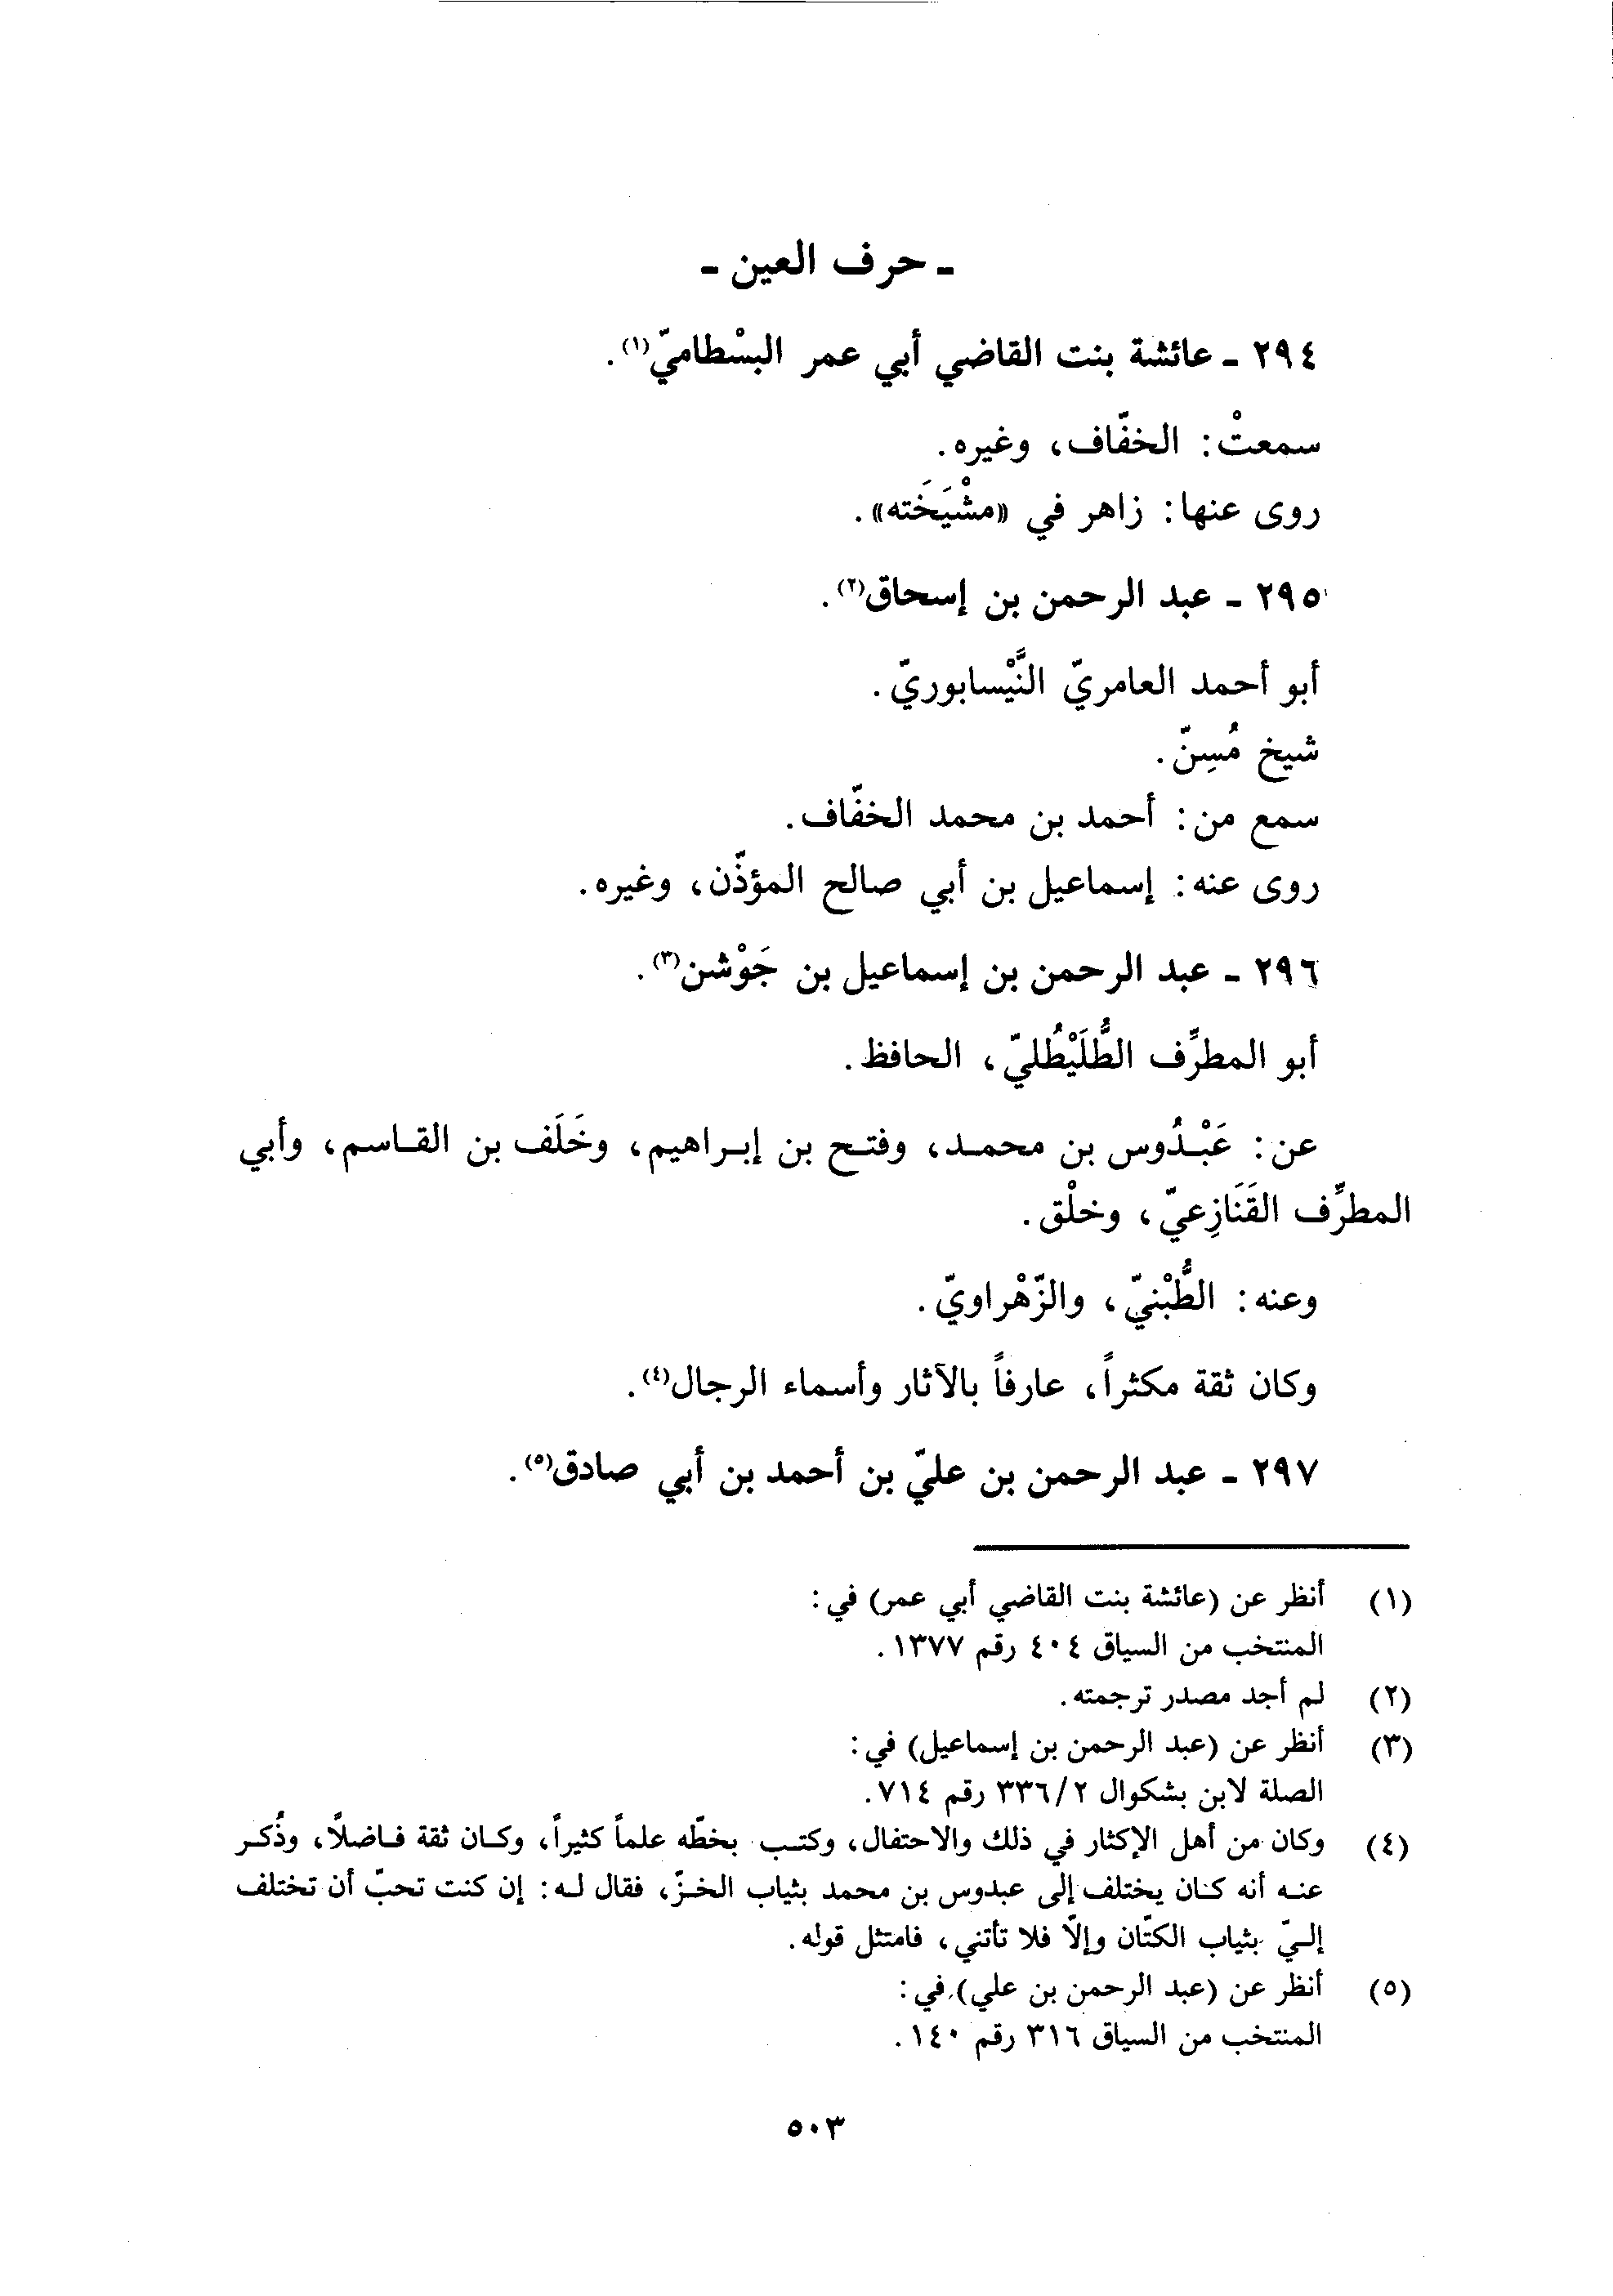 ـ حرف العين ـ
٢٩٤ ـ عائشة بنت القاضي أبي عمر البسْطاميّ(١).
سمعتْ: الخفّاف، وغيره.
روى عنها: زاهر في «مشْيَخَته».
٢٩٥ ـ عبد الرحمن بن إسحاق(٢).
أبو أحمد العامريّ النَّيْسابوريّ.
شيخ مُسِنّ.
سمع من: أحمد بن محمد الخفّاف.
روى عنه: إسماعيل بن أبي صالح المؤذّن، وغيره.
٢٩٦ ـ عبد الرحمن بن إسماعيل بن جَوْشن(٣).
أبو المطرِّف الطُّلَيْطُليّ، الحافظ.
عن: عَبْدُوس بن محمد، وفتح بن إبراهيم، وخَلَف بن القاسم، وأبي
المطرِّف القَنَازِعيّ، وخلْق.
وعنه: الطُّبْنيّ، والزّهْراويّ.
وكان ثقة مكثراً، عارفاً بالآثار وأسماء الرجال(٤).
٢٩٧ ـ عبد الرحمن بن عليّ بن أحمد بن أبي صادق(٥).
(١) أنظر عن (عائشة بنت القاضي أبي عمر) في:
المنتخب من السياق ٤٠٤ رقم ١٣٧٧.
(٢) لم أجد مصدر ترجمته.
(٣) أنظر عن (عبد الرحمن بن إسماعيل) في:
الصلة لابن بشكوال ٣٣٦/٢ رقم ٧١٤.
(٤) وكان من أهل الإكثار في ذلك والاحتفال، وكتب بخطّه علماً كثيراً، وكان ثقة فاضلاً، وذُكر
عنه أنه كان يختلف إلى عبدوس بن محمد بثياب الخزّ، فقال له: إن كنت تحبّ أن تختلف
إليّ بثياب الكتّان وإلاّ فلا تأتني، فامتثل قوله.
(٥) أنظر عن (عبد الرحمن بن علي) في:
المنتخب من السياق ٣١٦ رقم ١٤٠.
٥٠٣